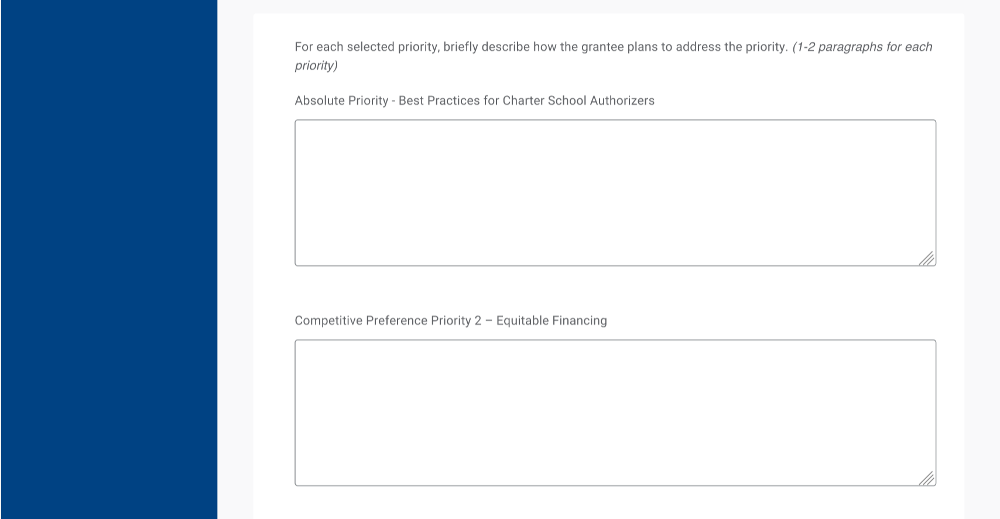 For each selected priority, briefly describe how the grantee plans to address the priority. (1-2 paragraphs for each
priority)
Absolute Priority - Best Practices for Charter School Authorizers
Competitive Preference Priority 2 – Equitable Financing